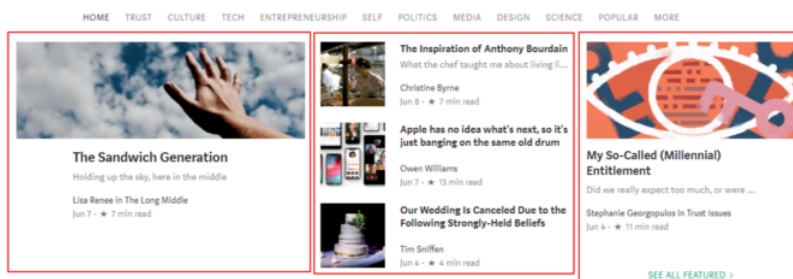 HOME TRUST CULTURE TECH ENTREPRENEURSHIP SELF POLITICS MEDIA DESIGN SCIENCE POPULAR MORE
The Sandwich Generation
Holding up the sky, here in the middle
Lisa Renee in The Long Middle
Jun 7 · ★ 7 min read
The Inspiration of Anthony Bourdain
What the chef taught me about living li...
Christine Byrne
Jun 8 · ★ 7 min read
Apple has no idea what's next, so it's
just banging on the same old drum
Owen Williams
Jun 7 · ★ 13 min read
Our Wedding Is Canceled Due to the
Following Strongly-Held Beliefs
Tim Sniffen
Jun 4 · ★ 4 min read
My So-Called (Millennial)
Entitlement
Did we really expect too much, or were ...
Stephanie Georgopulos in Trust Issues
Jun 4 · ★ 11 min read
SEE ALL FEATURED >